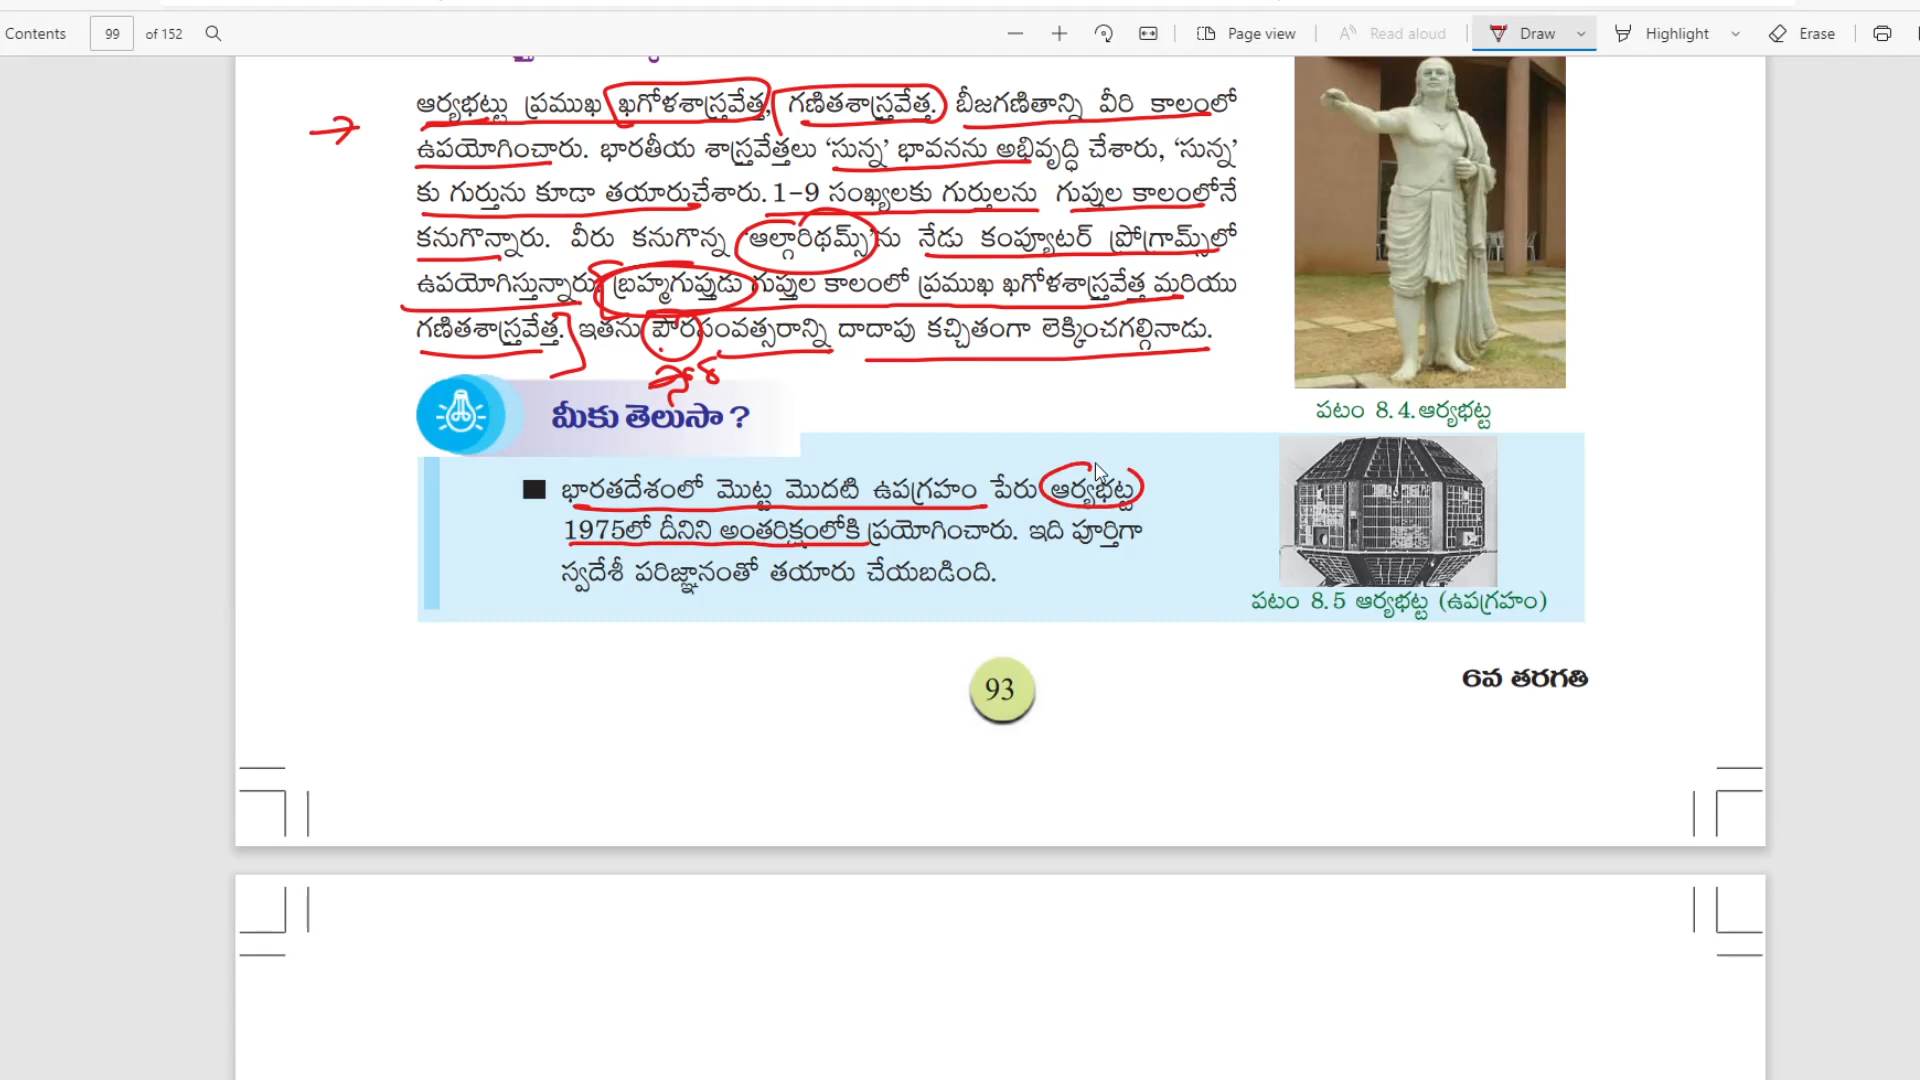 Contents 99 of 152 Page view Read aloud Draw Highlight Erase
ఆర్యభట్టు ప్రముఖ ఖగోళశాస్త్రవేత్త, గణితశాస్త్రవేత్త. బీజగణితాన్ని వీరి కాలంలో
ఉపయోగించారు. భారతీయ శాస్త్రవేత్తలు ‘సున్న’ భావనను అభివృద్ధి చేశారు, ‘సున్న’
కు గుర్తును కూడా తయారుచేశారు. 1-9 సంఖ్యలకు గుర్తులను గుప్తుల కాలంలోనే
కనుగొన్నారు. వీరు కనుగొన్న ‘ఆల్గారిథమ్స్’ను నేడు కంప్యూటర్ ప్రోగ్రామ్స్‌లో
ఉపయోగిస్తున్నారు. బ్రహ్మగుప్తుడు గుప్తుల కాలంలో ప్రముఖ ఖగోళశాస్త్రవేత్త మరియు
గణితశాస్త్రవేత్త. ఇతను పౌరసంవత్సరాన్ని దాదాపు కచ్చితంగా లెక్కించగల్గినాడు.
పటం 8.4.ఆర్యభట్ట
మీకు తెలుసా ?
■ భారతదేశంలో మొట్ట మొదటి ఉపగ్రహం పేరు ఆర్యభట్ట
1975లో దీనిని అంతరిక్షంలోకి ప్రయోగించారు. ఇది పూర్తిగా
స్వదేశీ పరిజ్ఞానంతో తయారు చేయబడింది.
పటం 8.5 ఆర్యభట్ట (ఉపగ్రహం)
93
6వ తరగతి